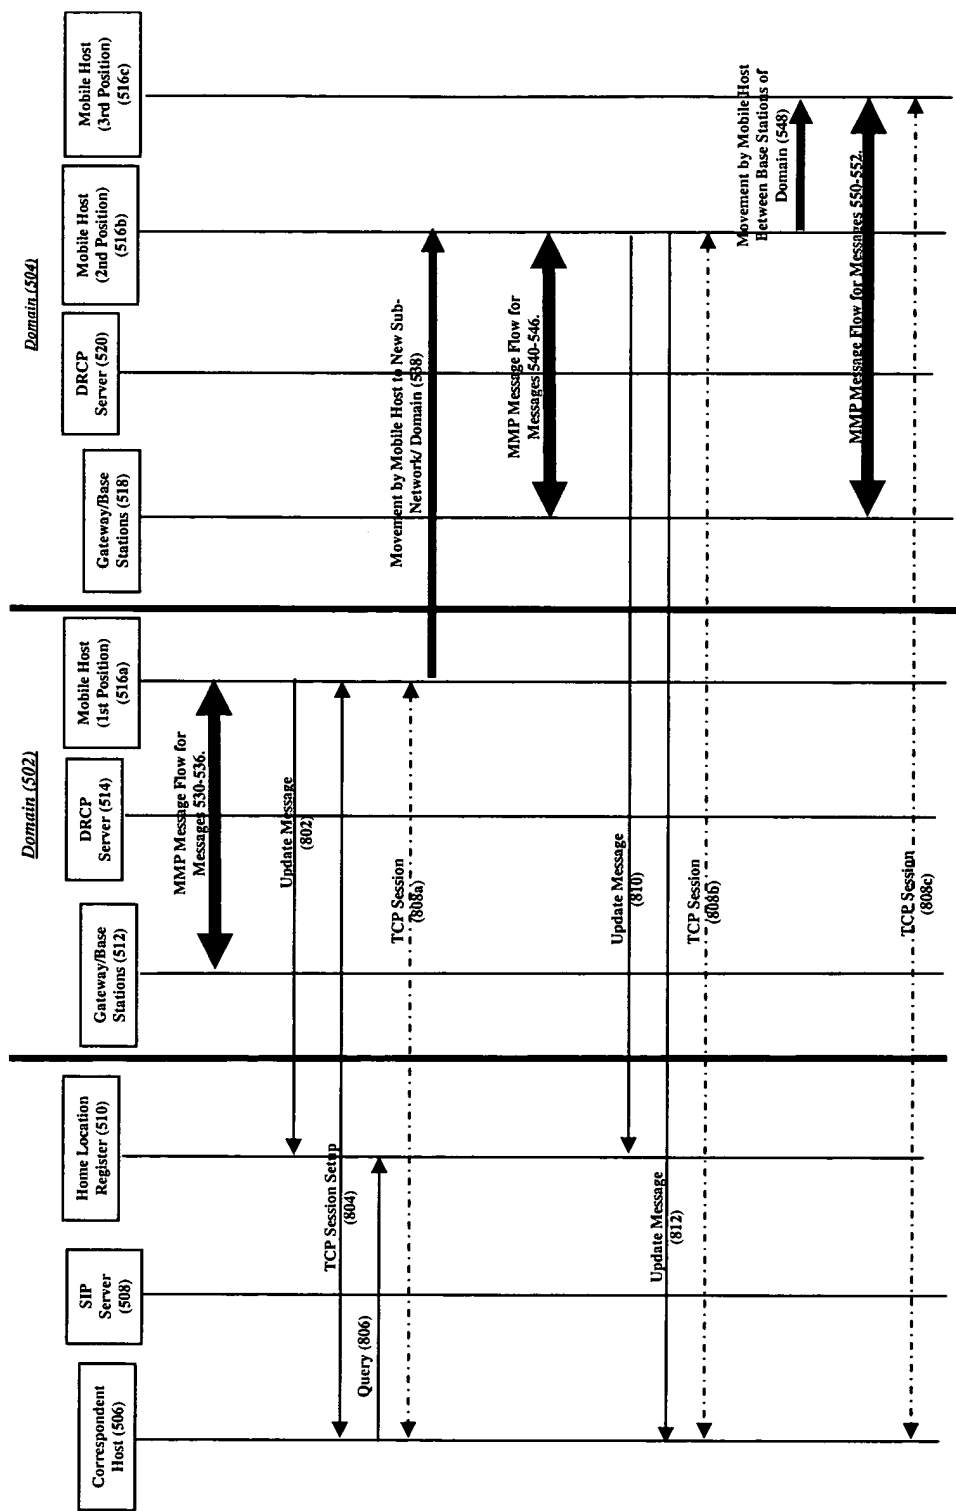 Domain (502)
Domain (504)
Correspondent
Host (506)
SIP
Server
(508)
Home Location
Register (510)
Gateway/Base
Stations (512)
DRCP
Server
(514)
Mobile Host
(1st Position)
(516a)
Gateway/Base
Stations (518)
DRCP
Server (520)
Mobile Host
(2nd Position)
(516b)
Mobile Host
(3rd Position)
(516c)
MMP Message Flow for
Messages 530-536.
Update Message
(802)
TCP Session Setup
(804)
Query (806)
TCP Session
(808a)
Movement by Mobile Host to New Sub-
Network/ Domain (538)
MMP Message Flow for
Messages 540-546.
Update Message
(810)
Update Message
(812)
TCP Session
(808b)
Movement by Mobile Host
Between Base Stations of
Domain (548)
MMP Message Flow for Messages 550-552.
TCP Session
(808c)